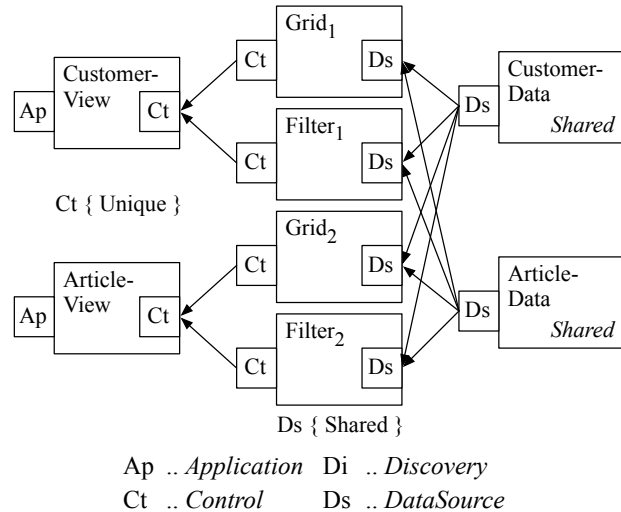 Grid₁
Customer-
View
Ap
Ct
Ct
Ds
Filter₁
Ct
Ds
Customer-
Data
Ds
Shared
Ct { Unique }
Grid₂
Ct
Ds
Article-
View
Ap
Ct
Filter₂
Ct
Ds
Article-
Data
Ds
Shared
Ds { Shared }
Ap .. Application Di .. Discovery
Ct .. Control Ds .. DataSource